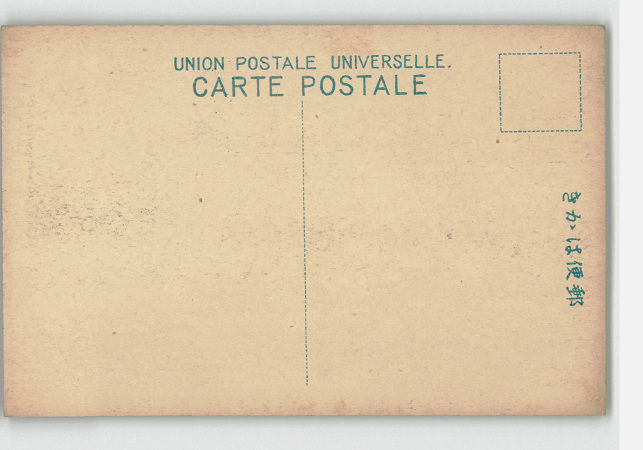 UNION POSTALE UNIVERSELLE.
CARTE POSTALE
きかは便郵